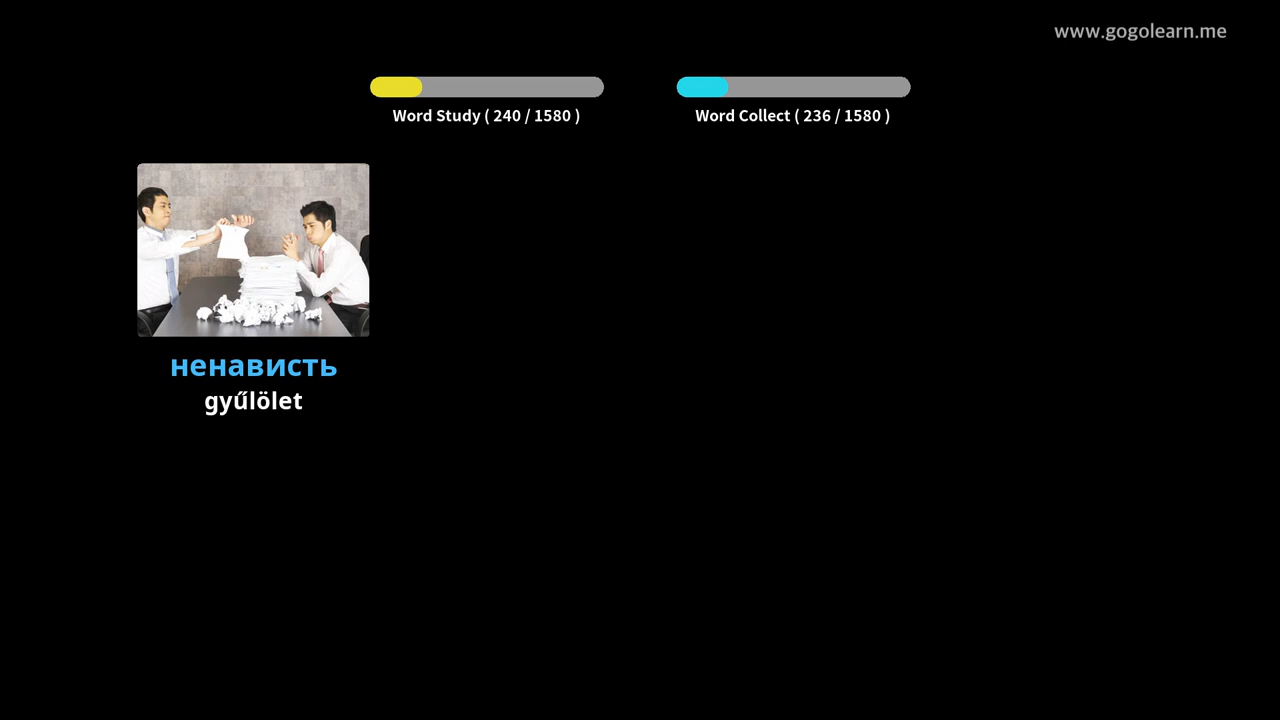 www.gogolearn.me
Word Study ( 240 / 1580 )
Word Collect ( 236 / 1580 )
ненависть
gyűlölet